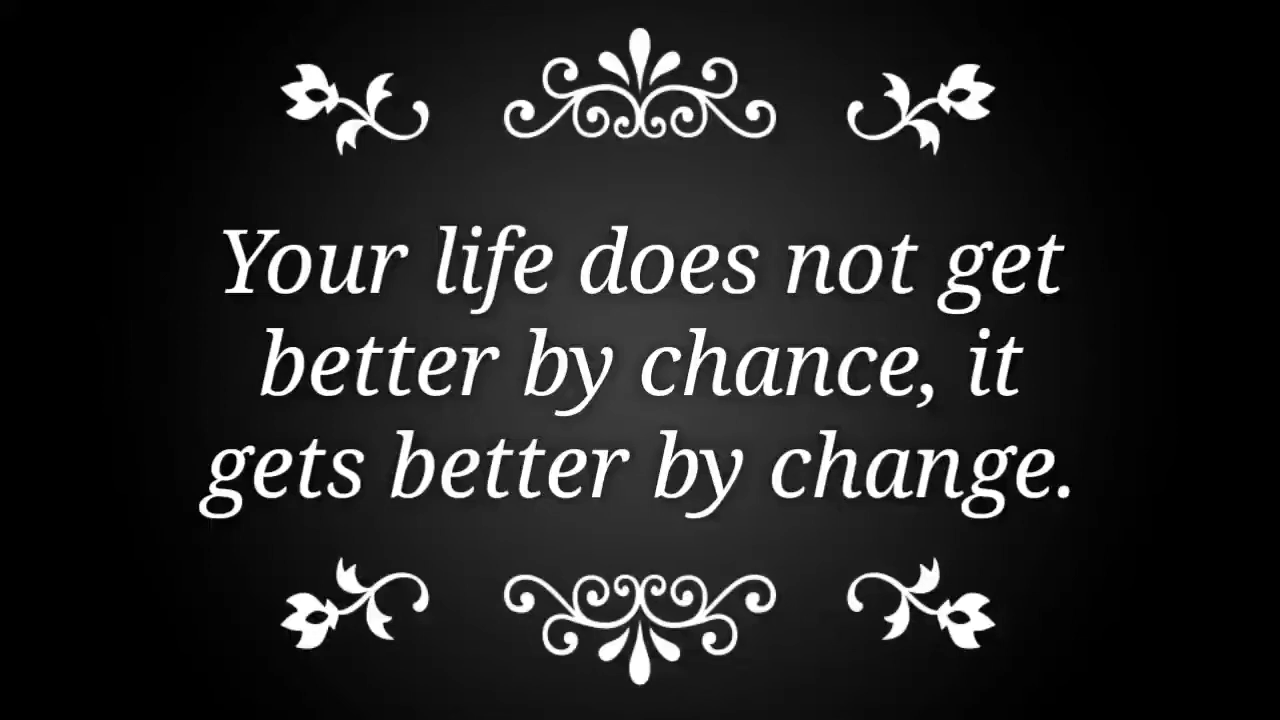 Your life does not get
better by chance, it
gets better by change.